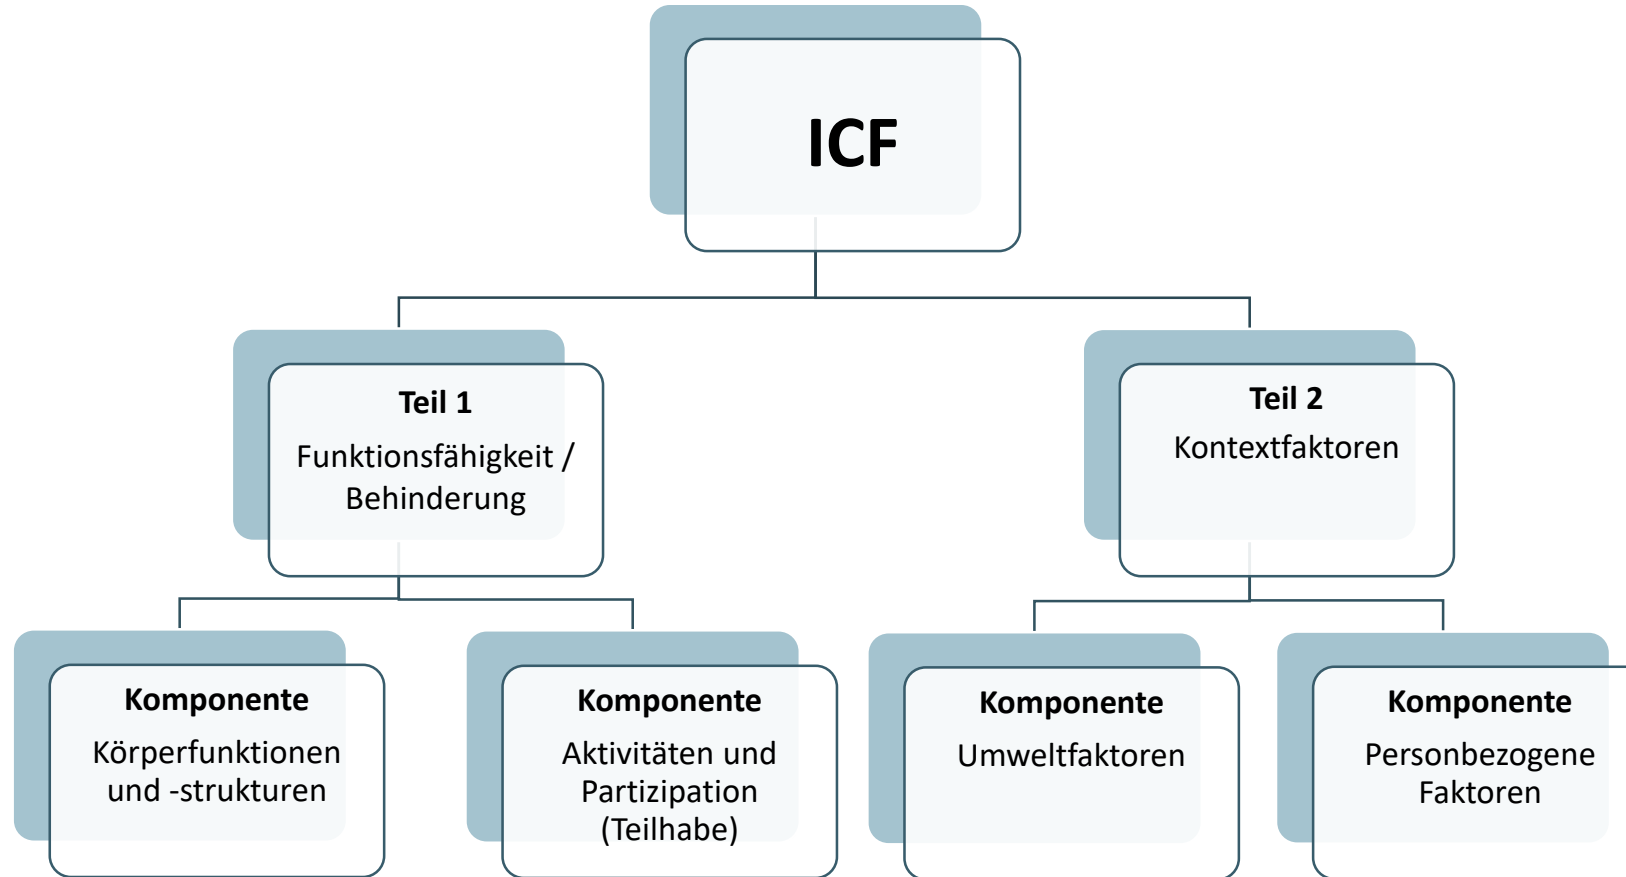 ICF
Teil 1
Funktionsfähigkeit /
Behinderung
Teil 2
Kontextfaktoren
Komponente
Körperfunktionen
und -strukturen
Komponente
Aktivitäten und
Partizipation
(Teilhabe)
Komponente
Umweltfaktoren
Komponente
Personbezogene
Faktoren